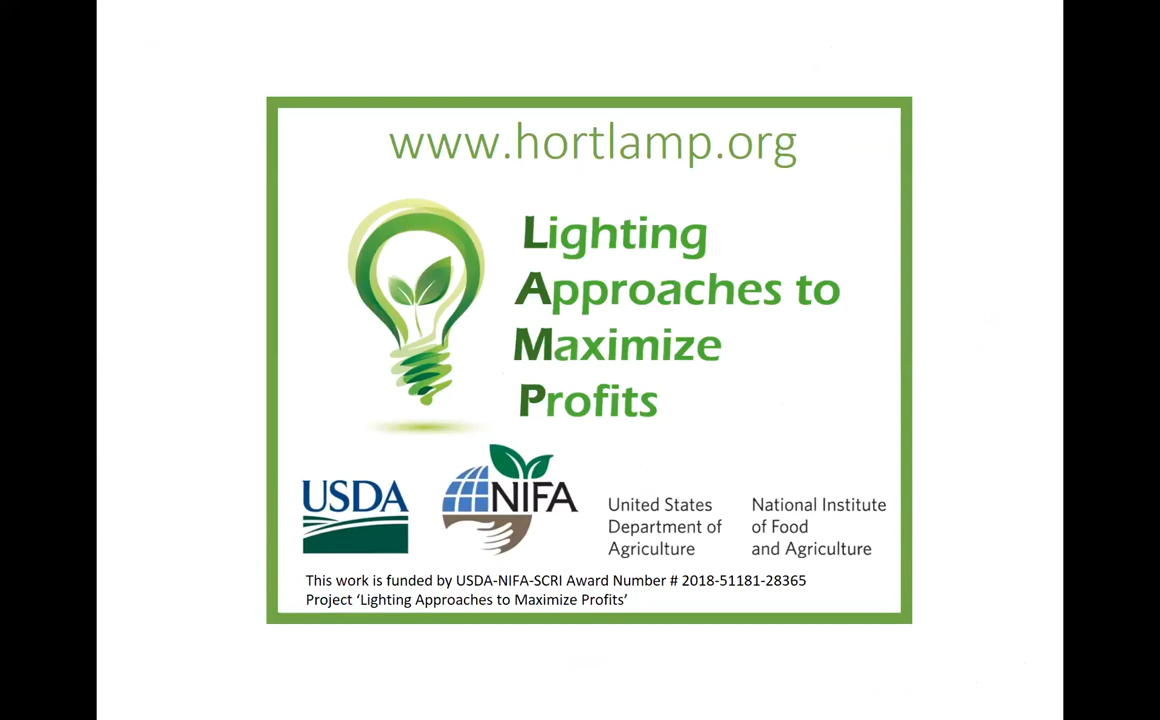 www.hortlamp.org
Lighting
Approaches to
Maximize
Profits
USDA
NIFA
United States
Department of
Agriculture
National Institute
of Food
and Agriculture
This work is funded by USDA-NIFA-SCRI Award Number # 2018-51181-28365
Project ‘Lighting Approaches to Maximize Profits’